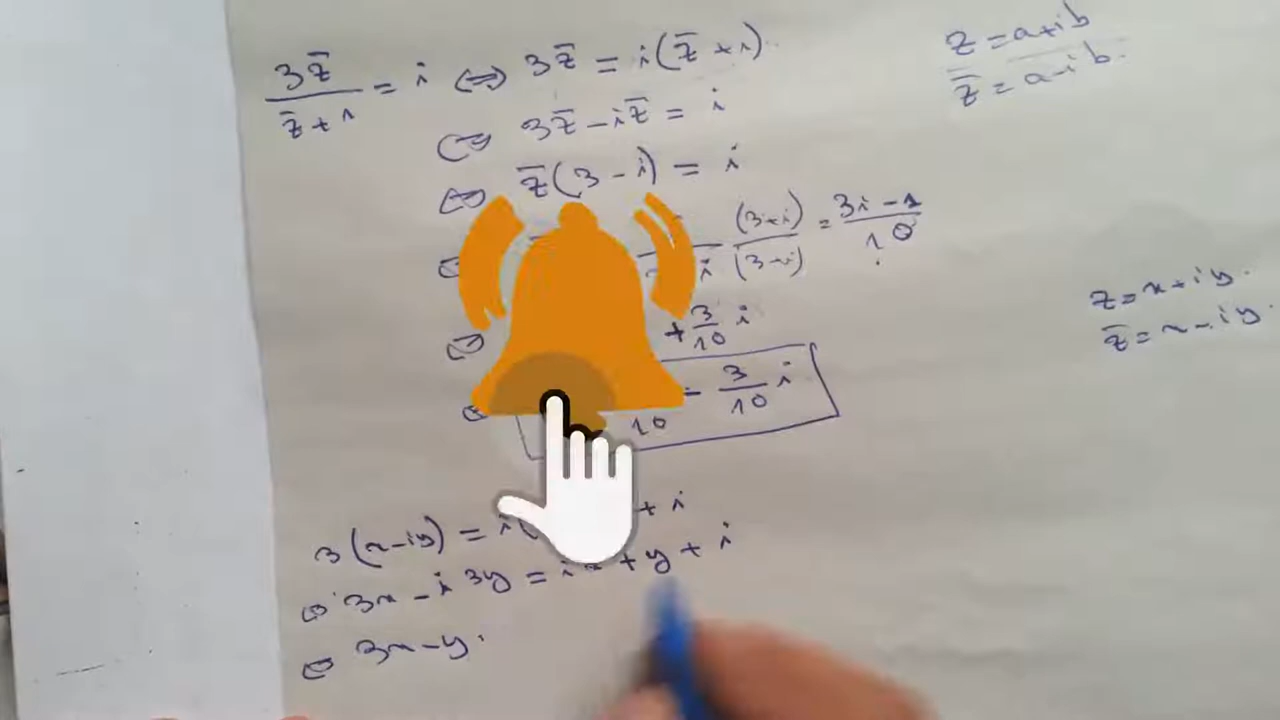 3z̄/(z̄+1) = i ⇔ 3z̄ = i(z̄+1)
z = a+ib
z̄ = a-ib.
⇔ 3z̄ - iz̄ = i
⇔ z̄(3-i) = i
(3+i)/(3+i) = (3i-1)/10
+ 3/10 i
- 3/10 i
10
z = x+iy.
z̄ = x-iy.
3(x-iy) = i( + i
⇔ 3x - i3y = ix + y + i
⇔ 3x - y.